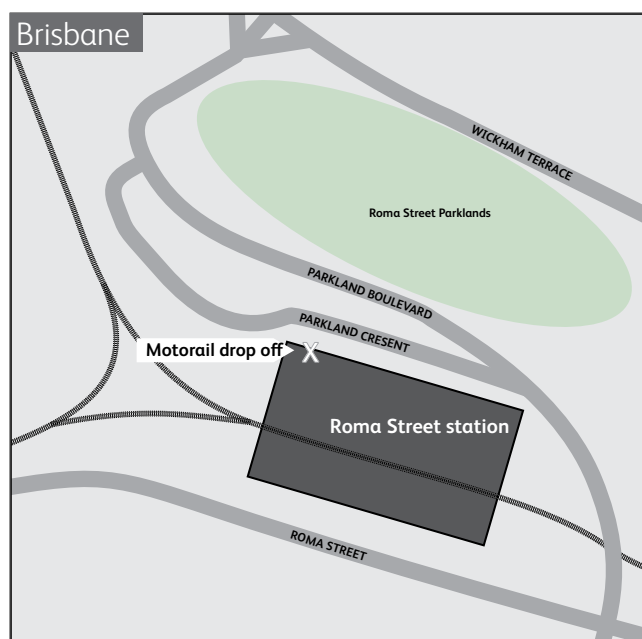 Brisbane
WICKHAM TERRACE
Roma Street Parklands
PARKLAND BOULEVARD
PARKLAND CRESENT
Motorail drop off
X
Roma Street station
ROMA STREET